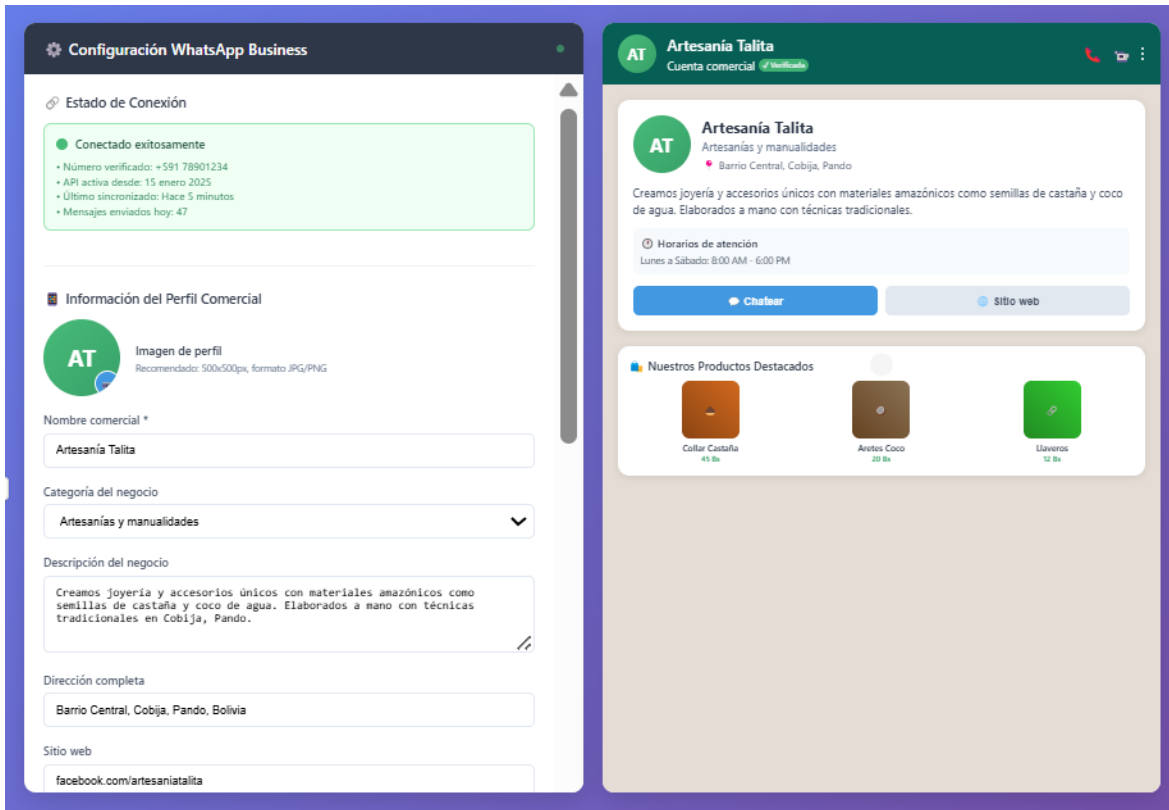 Configuración WhatsApp Business
Estado de Conexión
Conectado exitosamente
• Número verificado: +591 78901234
• API activa desde: 15 enero 2025
• Último sincronizado: Hace 5 minutos
• Mensajes enviados hoy: 47
Información del Perfil Comercial
AT
Imagen de perfil
Recomendado: 500x500px, formato JPG/PNG
Nombre comercial *
Artesanía Talita
Categoría del negocio
Artesanías y manualidades
Descripción del negocio
Creamos joyería y accesorios únicos con materiales amazónicos como
semillas de castaña y coco de agua. Elaborados a mano con técnicas
tradicionales en Cobija, Pando.
Dirección completa
Barrio Central, Cobija, Pando, Bolivia
Sitio web
facebook.com/artesaniatalita
AT
Artesanía Talita
Cuenta comercial ✓ Verificada
AT
Artesanía Talita
Artesanías y manualidades
Barrio Central, Cobija, Pando
Creamos joyería y accesorios únicos con materiales amazónicos como semillas de castaña y coco
de agua. Elaborados a mano con técnicas tradicionales.
Horarios de atención
Lunes a Sábado: 8:00 AM - 6:00 PM
Chatear
Sitio web
Nuestros Productos Destacados
Collar Castaña
45 Bs
Aretes Coco
20 Bs
Llaveros
12 Bs